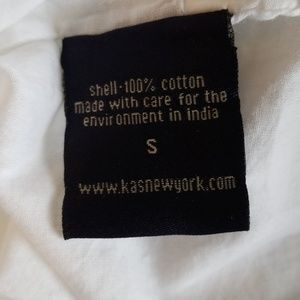 shell-100% cotton
made with care for the
environment in india
S
www.kasnewyork.com